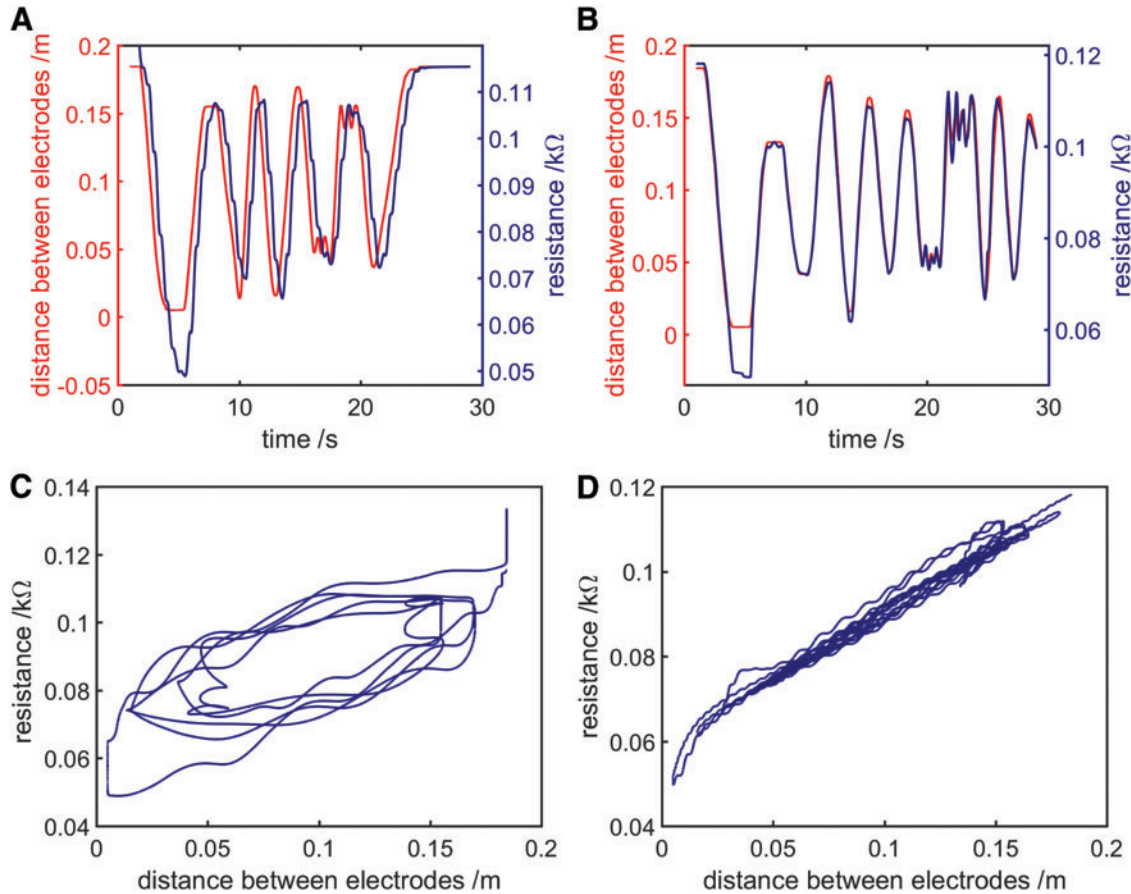 A
distance between electrodes /m
0.2
0.15
0.1
0.05
0
-0.05
0.11
0.1
0.09
0.08
0.07
0.06
0.05
resistance /kΩ
0 10 20 30
time /s
B
distance between electrodes /m
0.2
0.15
0.1
0.05
0
0.12
0.1
0.08
0.06
resistance /kΩ
0 10 20 30
time /s
C
resistance /kΩ
0.14
0.12
0.1
0.08
0.06
0.04
0 0.05 0.1 0.15 0.2
distance between electrodes /m
D
resistance /kΩ
0.12
0.1
0.08
0.06
0.04
0 0.05 0.1 0.15 0.2
distance between electrodes /m